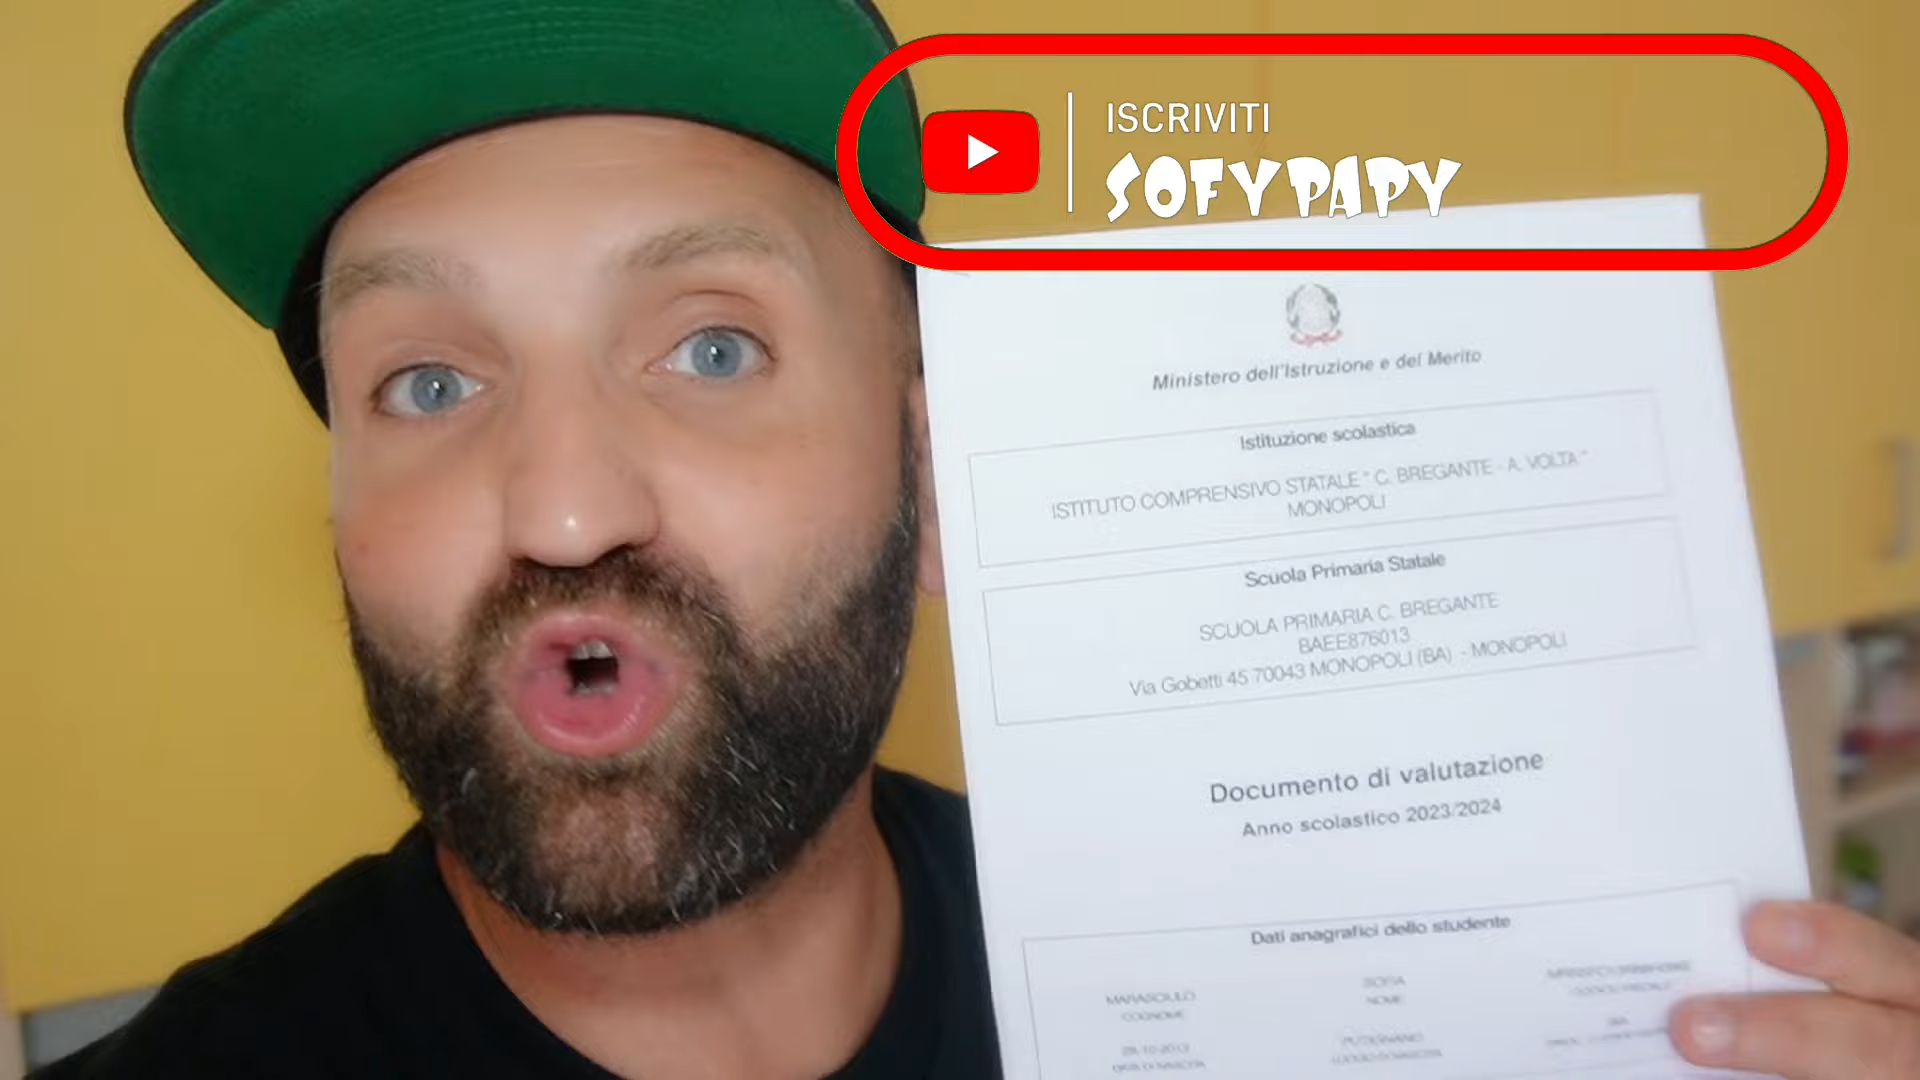 ISCRIVITI
SOFYPAPY
Ministero dell'Istruzione e del Merito
Istituzione scolastica
ISTITUTO COMPRENSIVO STATALE " C. BREGANTE - A. VOLTA "
MONOPOLI
Scuola Primaria Statale
SCUOLA PRIMARIA C. BREGANTE
BAEE876013
Via Gobetti 45 70043 MONOPOLI (BA) - MONOPOLI
Documento di valutazione
Anno scolastico 2023/2024
Dati anagrafici dello studente
COGNOME
NOME